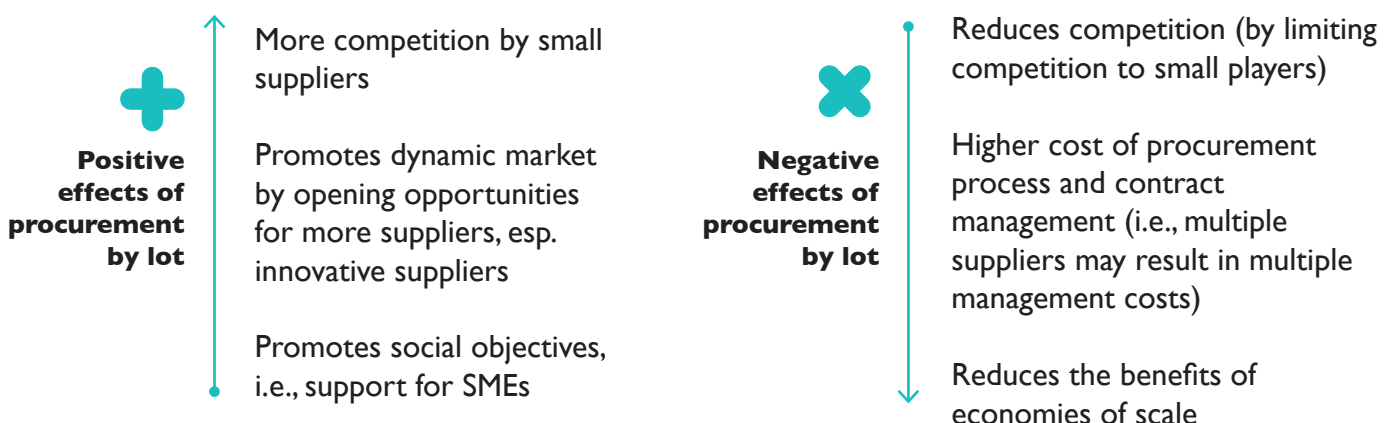 Positive
effects of
procurement
by lot
More competition by small
suppliers
Promotes dynamic market
by opening opportunities
for more suppliers, esp.
innovative suppliers
Promotes social objectives,
i.e., support for SMEs
Negative
effects of
procurement
by lot
Reduces competition (by limiting
competition to small players)
Higher cost of procurement
process and contract
management (i.e., multiple
suppliers may result in multiple
management costs)
Reduces the benefits of
economies of scale